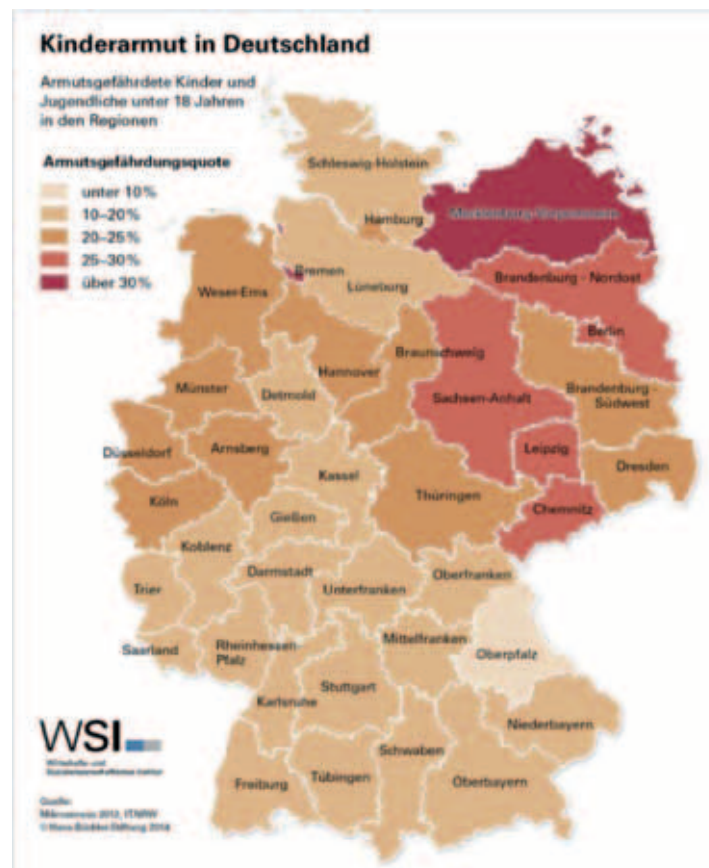 Kinderarmut in Deutschland
Armutsgefährdete Kinder und
Jugendliche unter 18 Jahren
in den Regionen
Armutsgefährdungsquote
unter 10%
10–20%
20–25%
25–30%
über 30%
Schleswig-Holstein
Mecklenburg-Vorpommern
Hamburg
Bremen
Lüneburg
Brandenburg - Nordost
Weser-Ems
Berlin
Braunschweig
Hannover
Münster
Detmold
Sachsen-Anhalt
Brandenburg -
Südwest
Düsseldorf
Arnsberg
Leipzig
Dresden
Kassel
Thüringen
Köln
Chemnitz
Gießen
Koblenz
Darmstadt
Unterfranken
Oberfranken
Trier
Saarland
Rheinhessen-
Pfalz
Mittelfranken
Oberpfalz
Stuttgart
Karlsruhe
Niederbayern
Schwaben
Freiburg
Tübingen
Oberbayern
WSI
Wirtschafts- und
Sozialwissenschaftliches Institut
Quelle:
Mikrozensus 2012, IT.NRW
© Hans-Böckler-Stiftung 2014